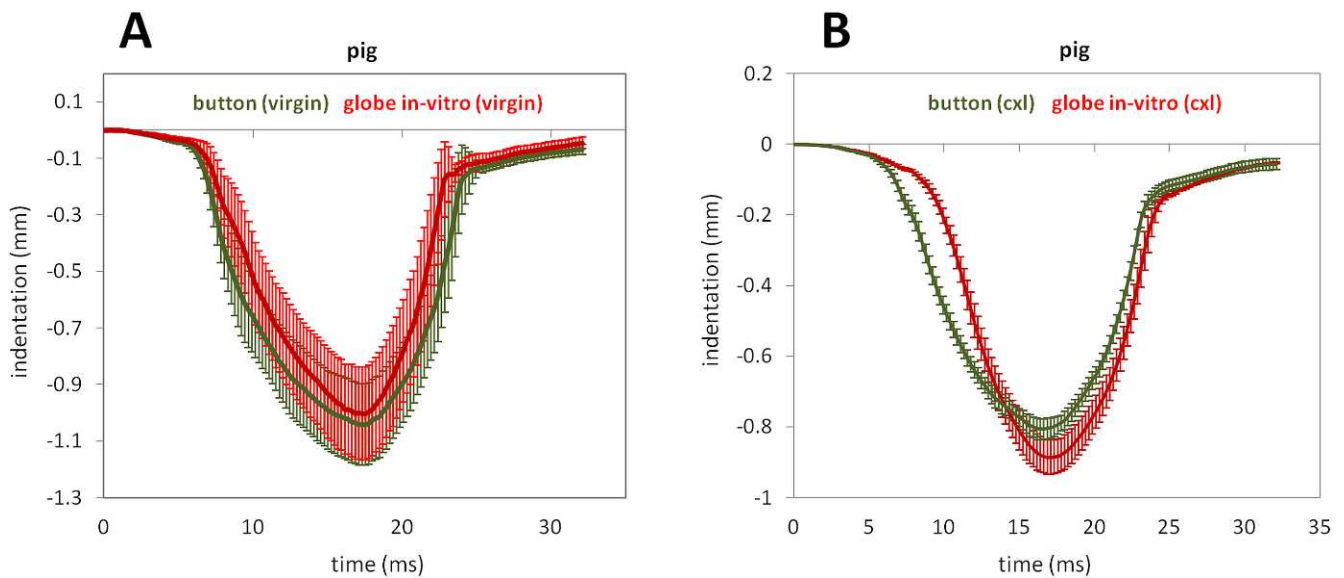 A
pig
button (virgin) globe in-vitro (virgin)
0.1
-0.1
-0.3
-0.5
-0.7
-0.9
-1.1
-1.3
indentation (mm)
0 10 20 30
time (ms)
B
pig
button (cxl) globe in-vitro (cxl)
0.2
0
-0.2
-0.4
-0.6
-0.8
-1
indentation (mm)
0 5 10 15 20 25 30 35
time (ms)